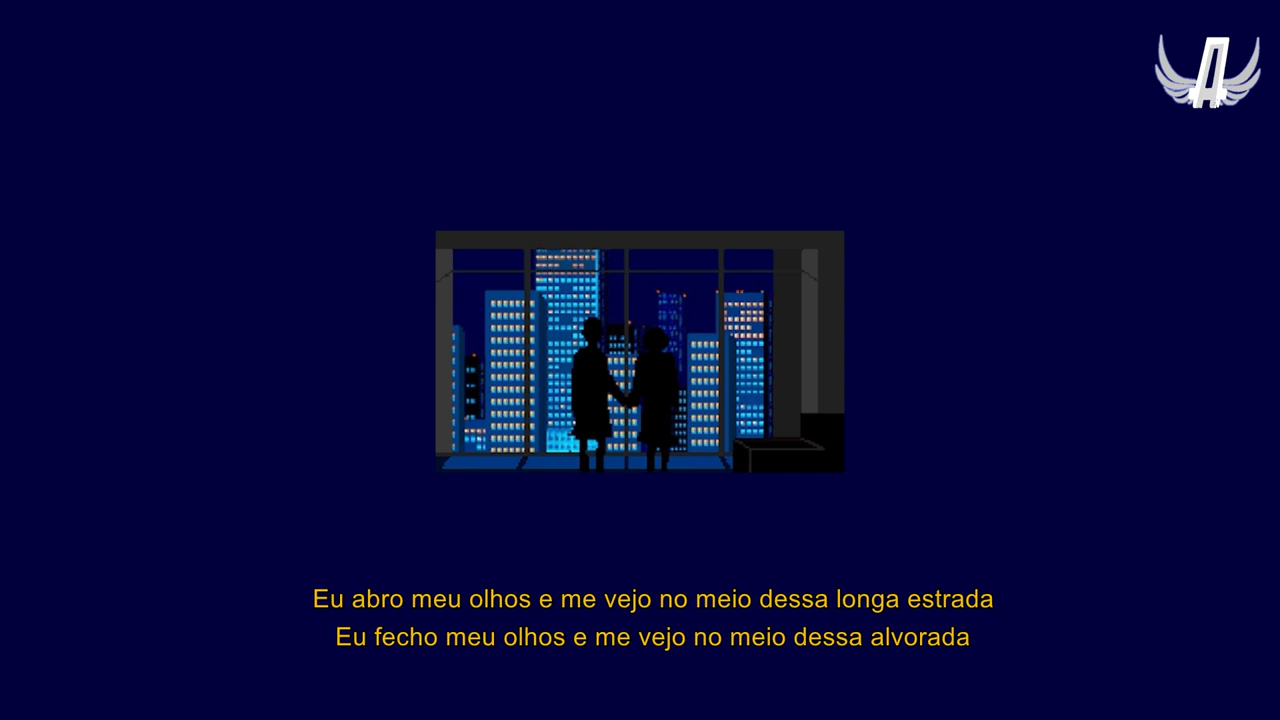 A
Eu abro meu olhos e me vejo no meio dessa longa estrada
Eu fecho meu olhos e me vejo no meio dessa alvorada